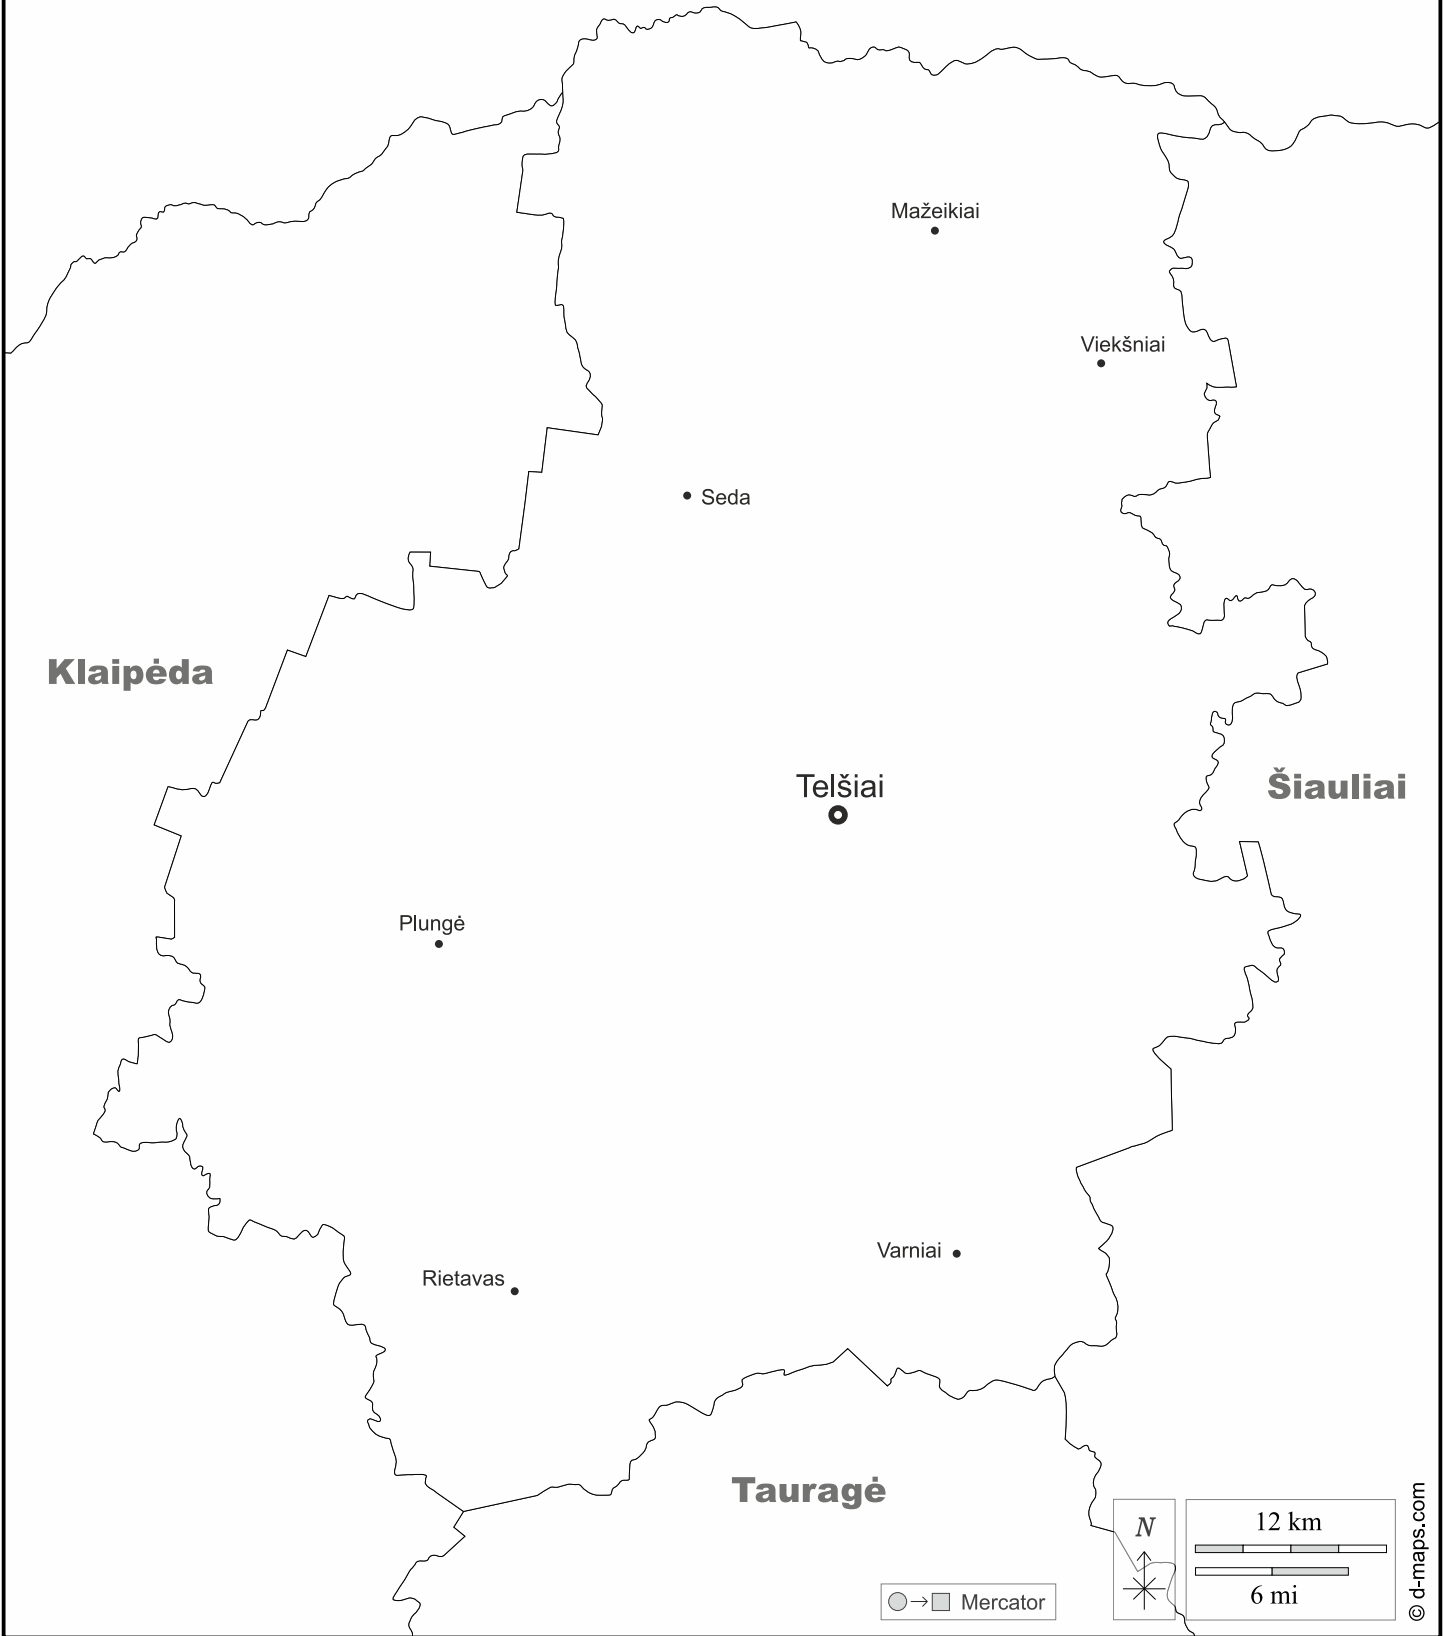 Mažeikiai
Viekšniai
Seda
Klaipėda
Telšiai
Šiauliai
Plungė
Varniai
Rietavas
Tauragė
N
12 km
6 mi
Mercator
© d-maps.com